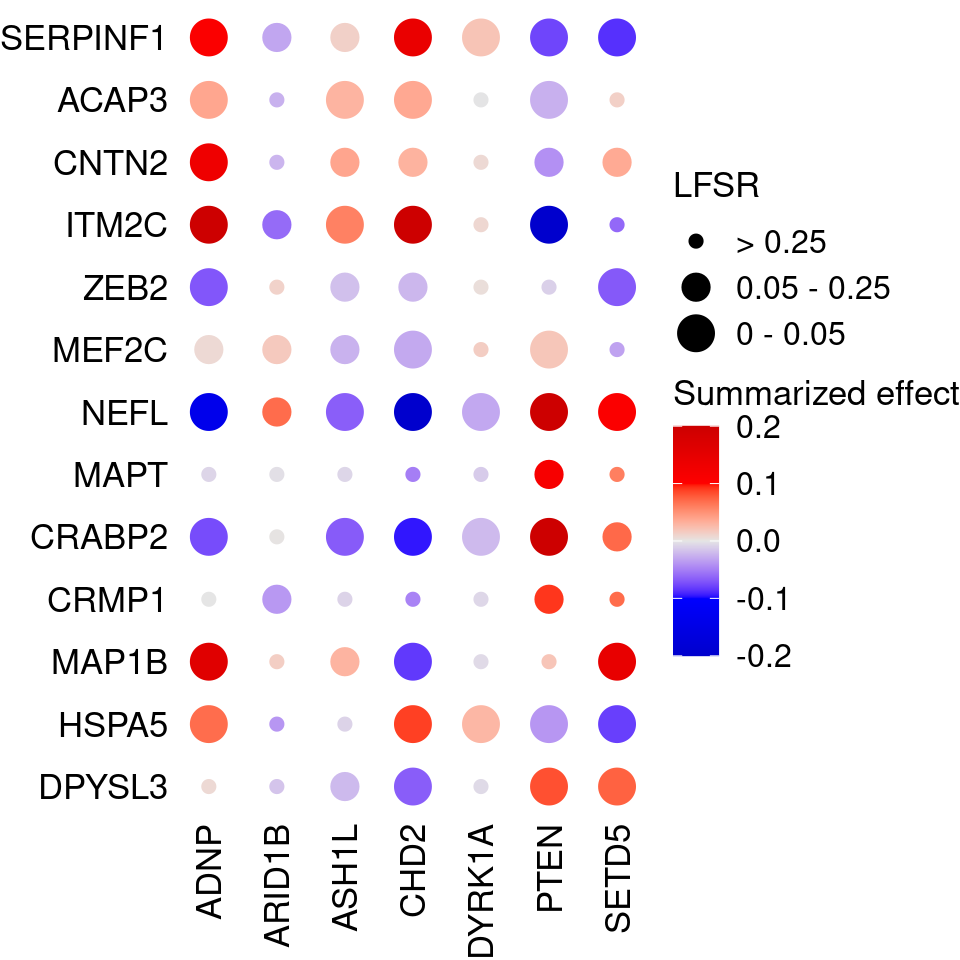 SERPINF1
ACAP3
CNTN2
ITM2C
ZEB2
MEF2C
NEFL
MAPT
CRABP2
CRMP1
MAP1B
HSPA5
DPYSL3
ADNP
ARID1B
ASH1L
CHD2
DYRK1A
PTEN
SETD5
LFSR
> 0.25
0.05 - 0.25
0 - 0.05
Summarized effect
0.2
0.1
0.0
-0.1
-0.2